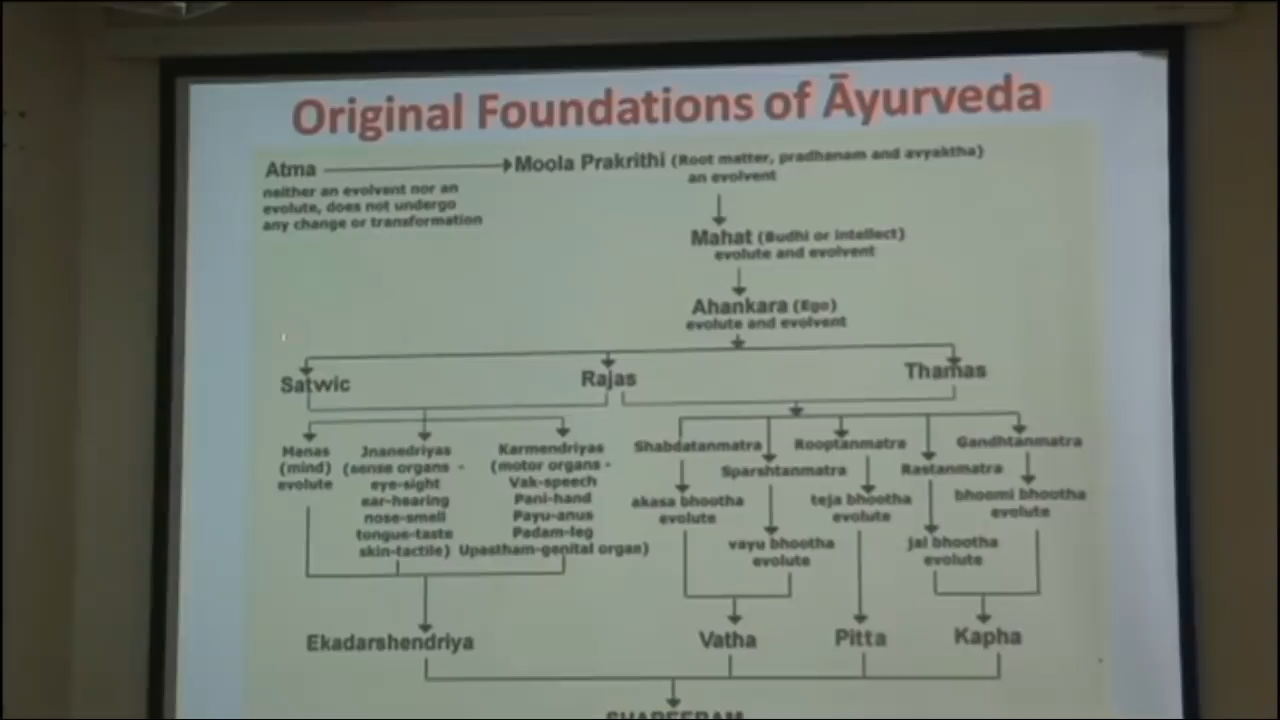 Original Foundations of Āyurveda
Atma
Moola Prakrithi (Root matter, pradhanam and avyaktha)
an evolvent
neither an evolvent nor an
evolute, does not undergo
any change or transformation
Mahat (Budhi or intellect)
evolute and evolvent
Ahankara (Ego)
evolute and evolvent
Satwic
Rajas
Thamas
Manas
(mind)
evolute
Jnanedriyas
(sense organs -
eye-sight
ear-hearing
nose-smell
tongue-taste
skin-tactile)
Karmendriyas
(motor organs -
Vak-speech
Pani-hand
Payu-anus
Padam-leg
Upastham-genital organ)
Shabdatanmatra
Sparshtanmatra
Rooptanmatra
Rastanmatra
Gandhtanmatra
akasa bhootha
evolute
vayu bhootha
evolute
teja bhootha
evolute
jal bhootha
evolute
bhoomi bhootha
evolute
Ekadarshendriya
Vatha
Pitta
Kapha
SHAREERAM